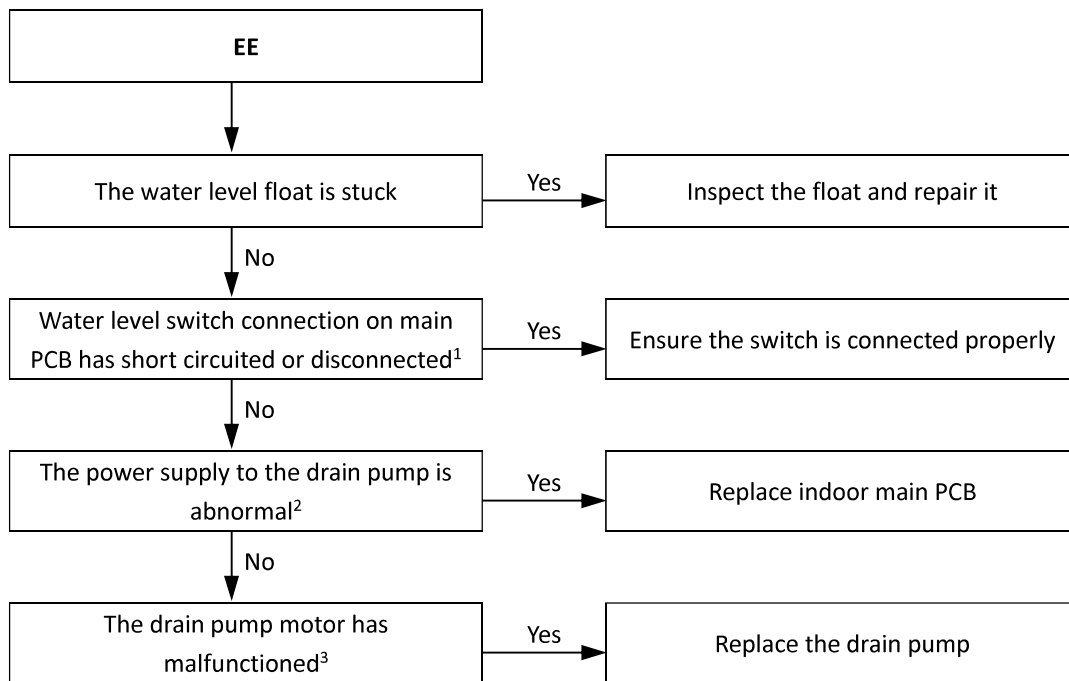 EE
The water level float is stuck
Yes
Inspect the float and repair it
No
Water level switch connection on main
PCB has short circuited or disconnected¹
Yes
Ensure the switch is connected properly
No
The power supply to the drain pump is
abnormal²
Yes
Replace indoor main PCB
No
The drain pump motor has
malfunctioned³
Yes
Replace the drain pump